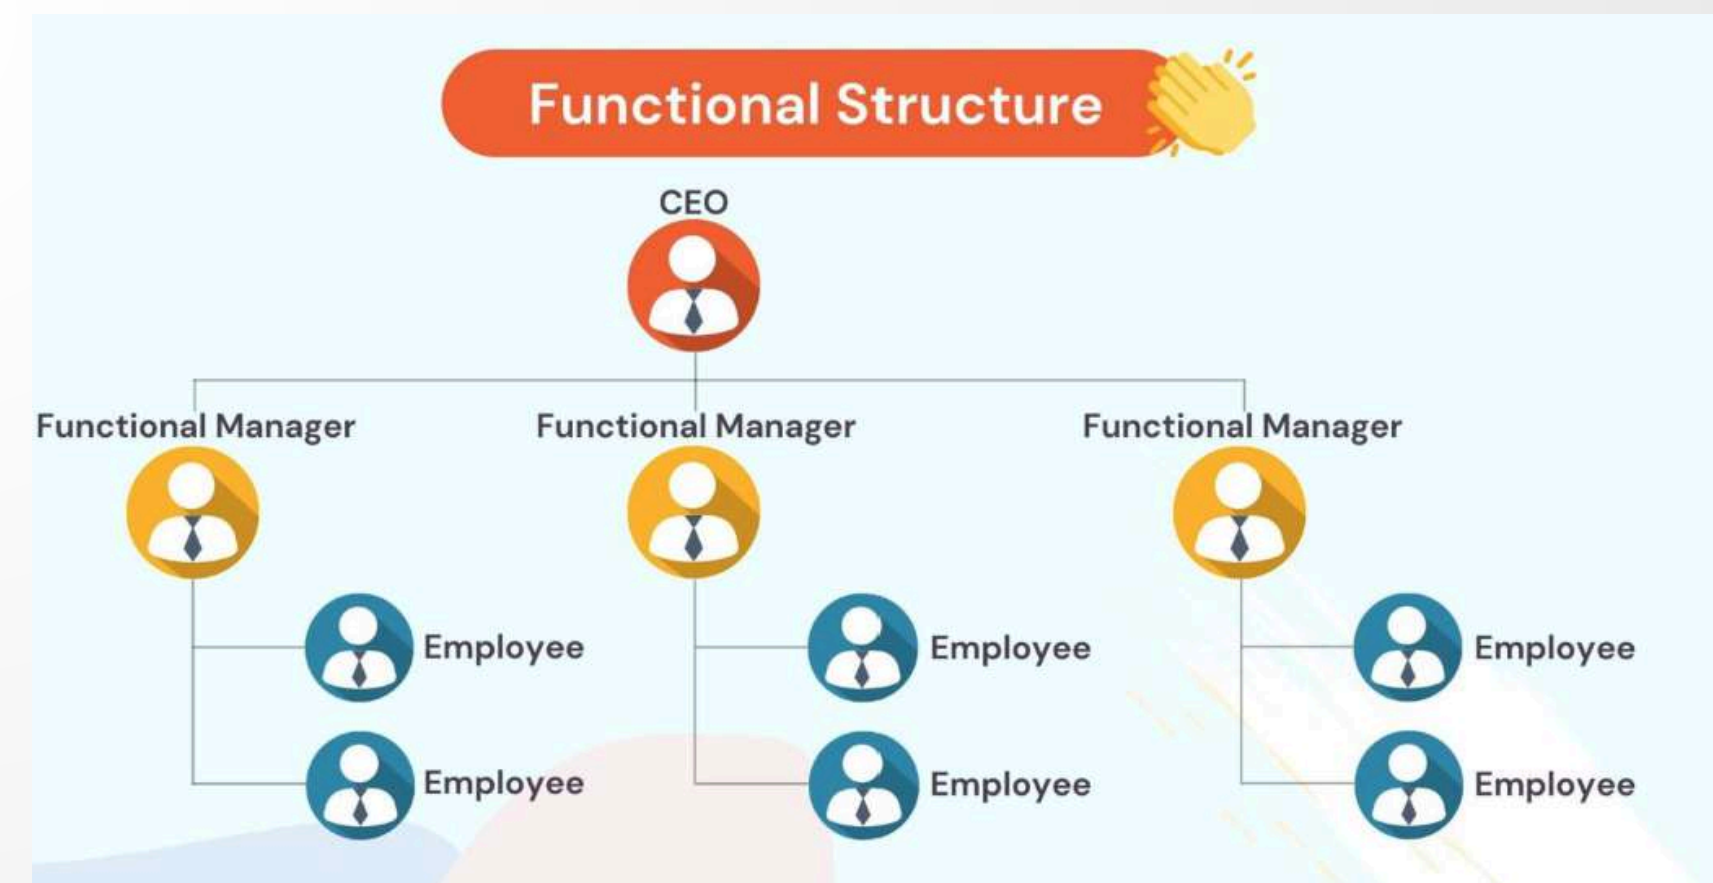 Functional Structure
CEO
Functional Manager
Functional Manager
Functional Manager
Employee
Employee
Employee
Employee
Employee
Employee